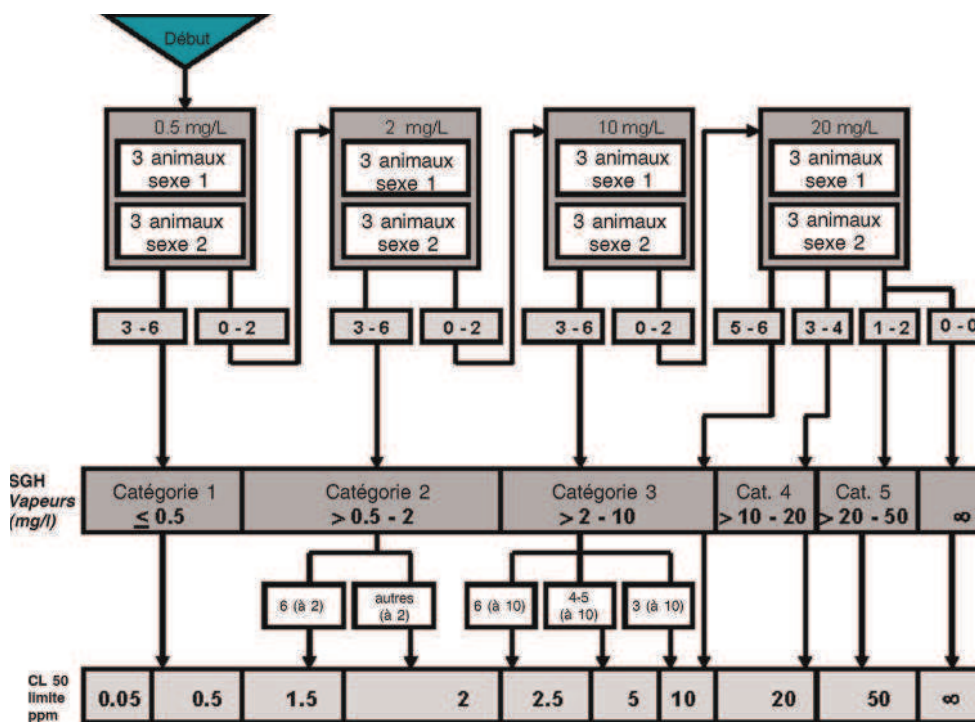 Début
0.5 mg/L
3 animaux
sexe 1
3 animaux
sexe 2
2 mg/L
3 animaux
sexe 1
3 animaux
sexe 2
10 mg/L
3 animaux
sexe 1
3 animaux
sexe 2
20 mg/L
3 animaux
sexe 1
3 animaux
sexe 2
3 - 6
0 - 2
3 - 6
0 - 2
3 - 6
0 - 2
5 - 6
3 - 4
1 - 2
0 - 0
SGH
Vapeurs
(mg/l)
Catégorie 1
≤ 0.5
Catégorie 2
> 0.5 - 2
Catégorie 3
> 2 - 10
Cat. 4
> 10 - 20
Cat. 5
> 20 - 50
∞
6 (à 2)
autres
(à 2)
6 (à 10)
4-5
(à 10)
3 (à 10)
CL 50
limite
ppm
0.05
0.5
1.5
2
2.5
5
10
20
50
∞